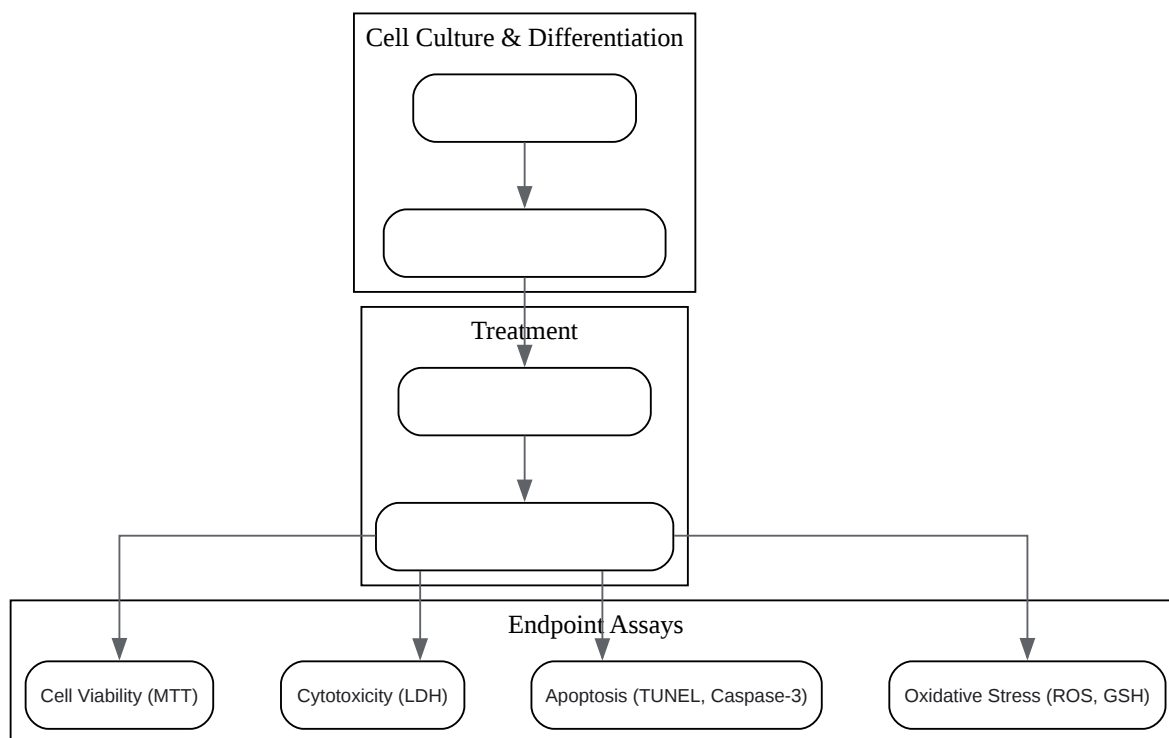 Cell Culture & Differentiation
Treatment
Endpoint Assays
Cell Viability (MTT)
Cytotoxicity (LDH)
Apoptosis (TUNEL, Caspase-3)
Oxidative Stress (ROS, GSH)